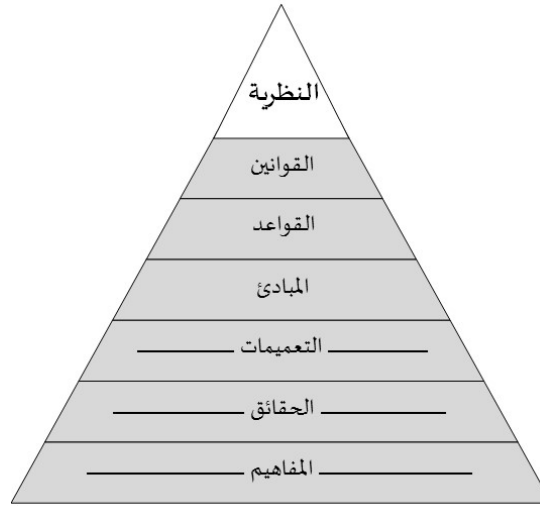 النظرية
القوانين
القواعد
المبادئ
التعميمات
الحقائق
المفاهيم